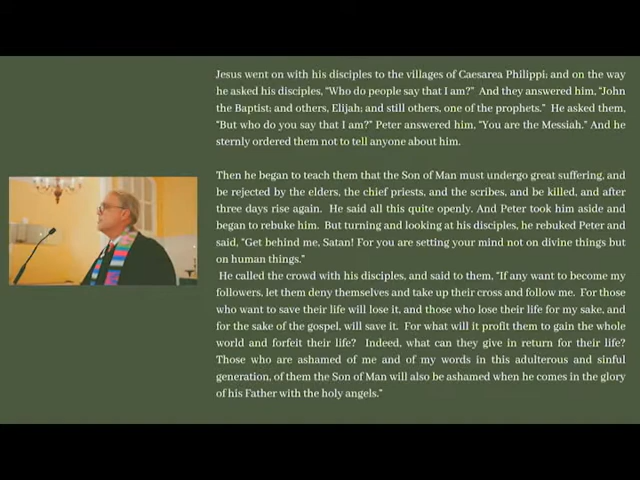 Jesus went on with his disciples to the villages of Caesarea Philippi; and on the way
he asked his disciples, “Who do people say that I am?” And they answered him, “John
the Baptist; and others, Elijah; and still others, one of the prophets.” He asked them,
“But who do you say that I am?” Peter answered him, “You are the Messiah.” And he
sternly ordered them not to tell anyone about him.
Then he began to teach them that the Son of Man must undergo great suffering, and
be rejected by the elders, the chief priests, and the scribes, and be killed, and after
three days rise again. He said all this quite openly. And Peter took him aside and
began to rebuke him. But turning and looking at his disciples, he rebuked Peter and
said, “Get behind me, Satan! For you are setting your mind not on divine things but
on human things.”
He called the crowd with his disciples, and said to them, “If any want to become my
followers, let them deny themselves and take up their cross and follow me. For those
who want to save their life will lose it, and those who lose their life for my sake, and
for the sake of the gospel, will save it. For what will it profit them to gain the whole
world and forfeit their life? Indeed, what can they give in return for their life?
Those who are ashamed of me and of my words in this adulterous and sinful
generation, of them the Son of Man will also be ashamed when he comes in the glory
of his Father with the holy angels.”